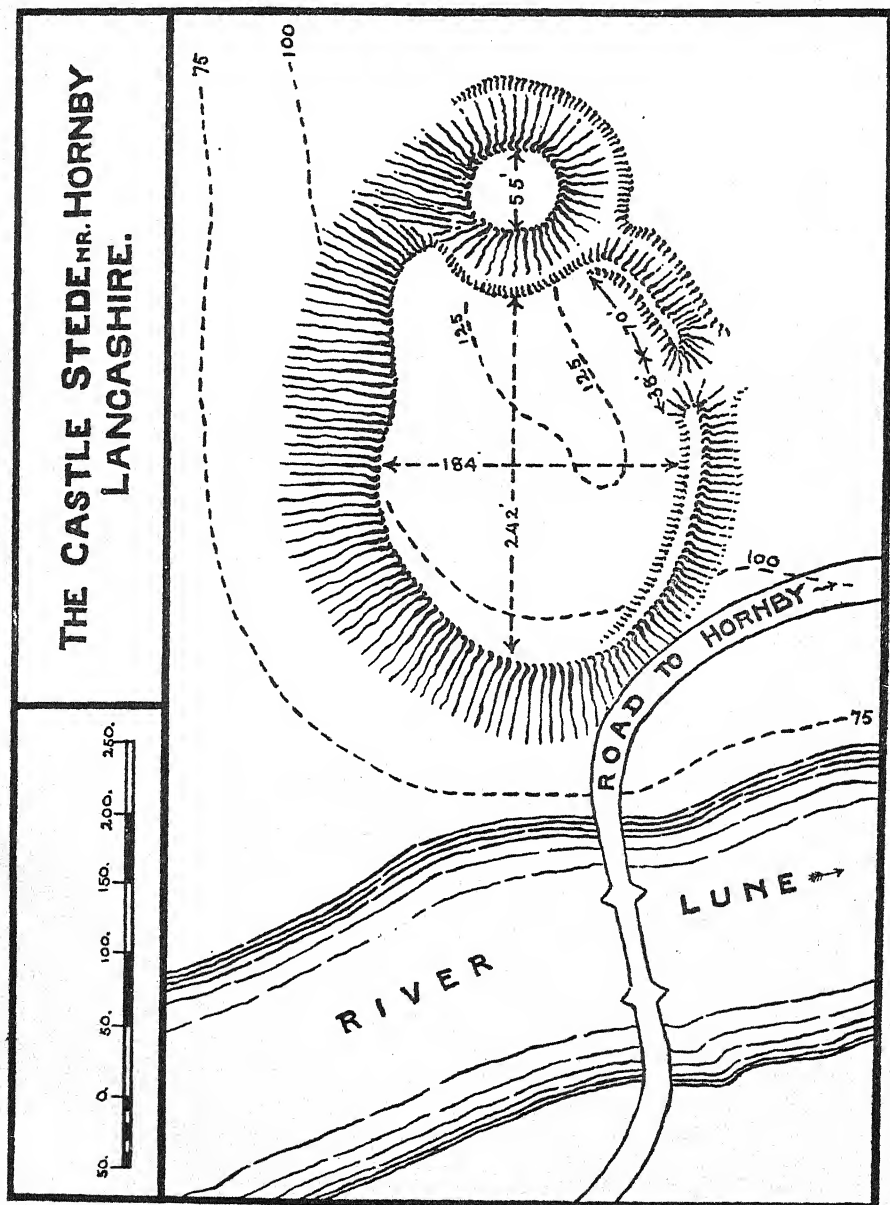 THE CASTLE STEDE NR. HORNBY
LANCASHIRE.
50. 0. 50. 100. 150. 200. 250.
75
100
55'
125
125
70'
38'
184'
242'
100
ROAD TO HORNBY
75
RIVER LUNE